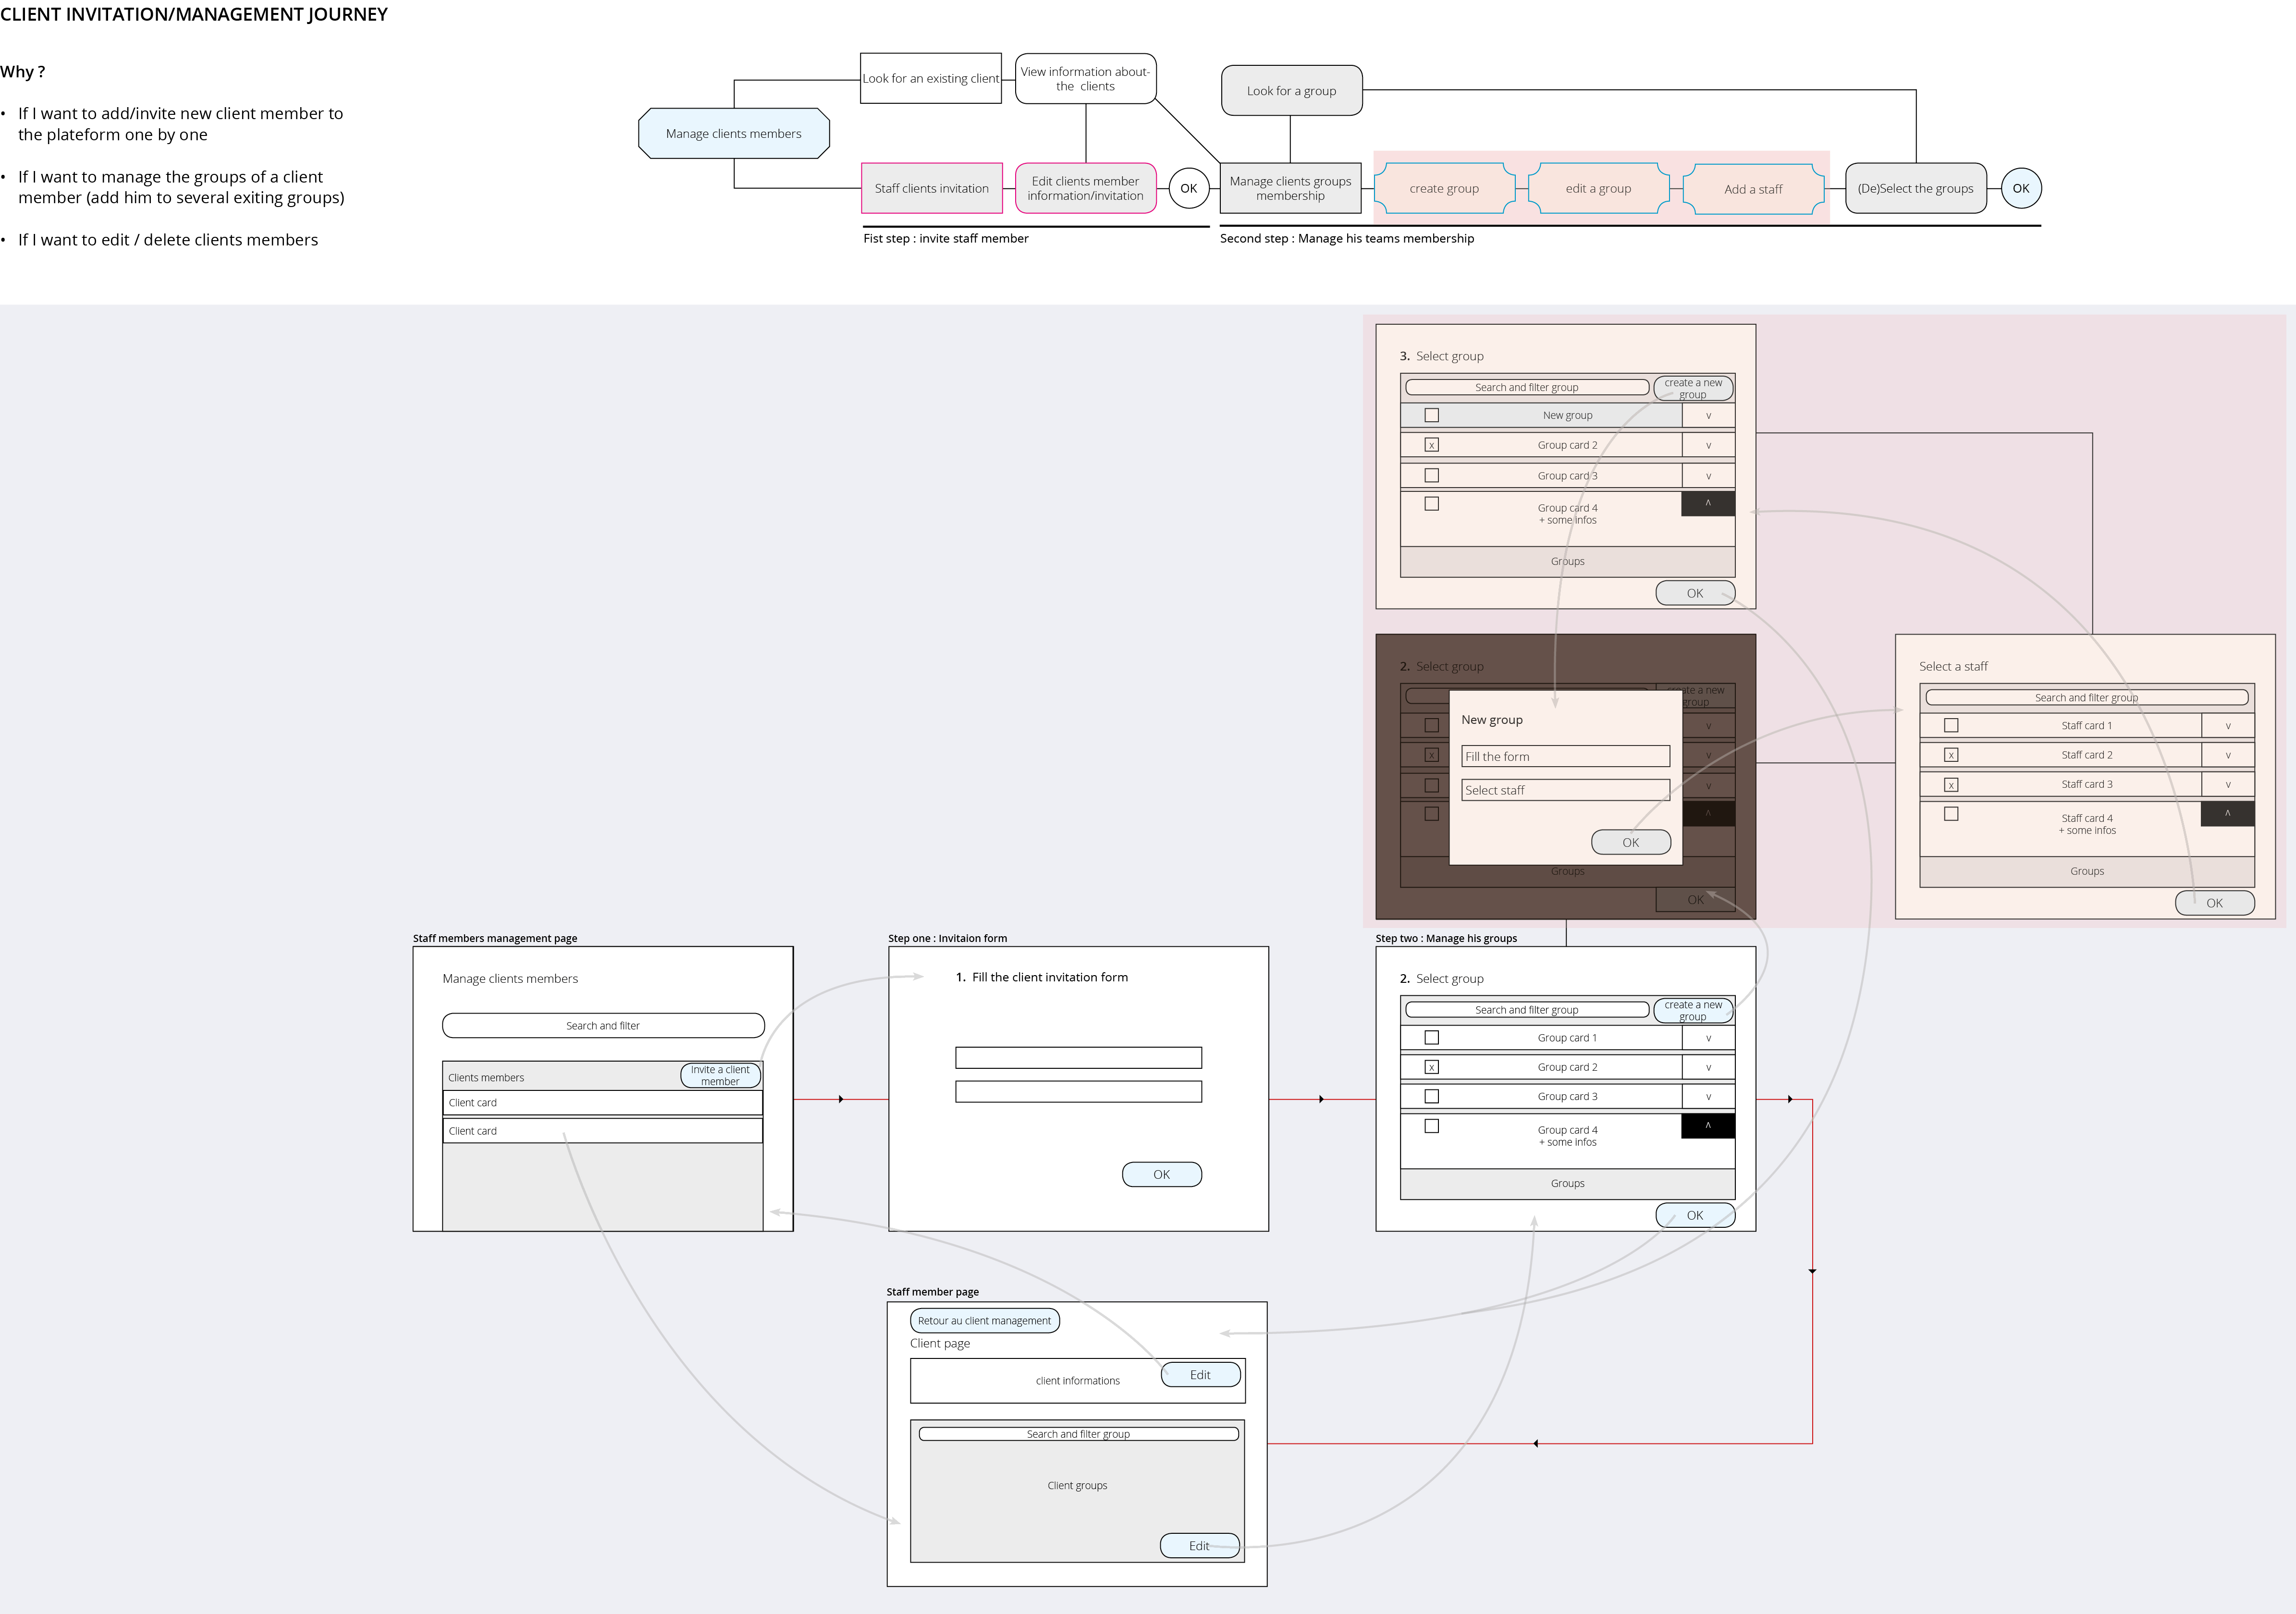 CLIENT INVITATION/MANAGEMENT JOURNEY
Why ?
• If I want to add/invite new client member to
the plateform one by one
• If I want to manage the groups of a client
member (add him to several exiting groups)
• If I want to edit / delete clients members
Manage clients members
Look for an existing client
View information about-
the clients
Look for a group
Staff clients invitation
Edit clients member
information/invitation
OK
Manage clients groups
membership
create group
edit a group
Add a staff
(De)Select the groups
OK
Fist step : invite staff member
Second step : Manage his teams membership
3. Select group
Search and filter group
create a new
group
New group
v
x
Group card 2
v
Group card 3
v
Group card 4
+ some infos
^
Groups
OK
2. Select group
create a new
group
v
x
v
v
^
Groups
OK
New group
Fill the form
Select staff
OK
Select a staff
Search and filter group
Staff card 1
v
x
Staff card 2
v
x
Staff card 3
v
Staff card 4
+ some infos
^
Groups
OK
Staff members management page
Manage clients members
Search and filter
Clients members
Invite a client
member
Client card
Client card
Step one : Invitaion form
1. Fill the client invitation form
OK
Step two : Manage his groups
2. Select group
Search and filter group
create a new
group
Group card 1
v
x
Group card 2
v
Group card 3
v
Group card 4
+ some infos
^
Groups
OK
Staff member page
Retour au client management
Client page
client informations
Edit
Search and filter group
Client groups
Edit